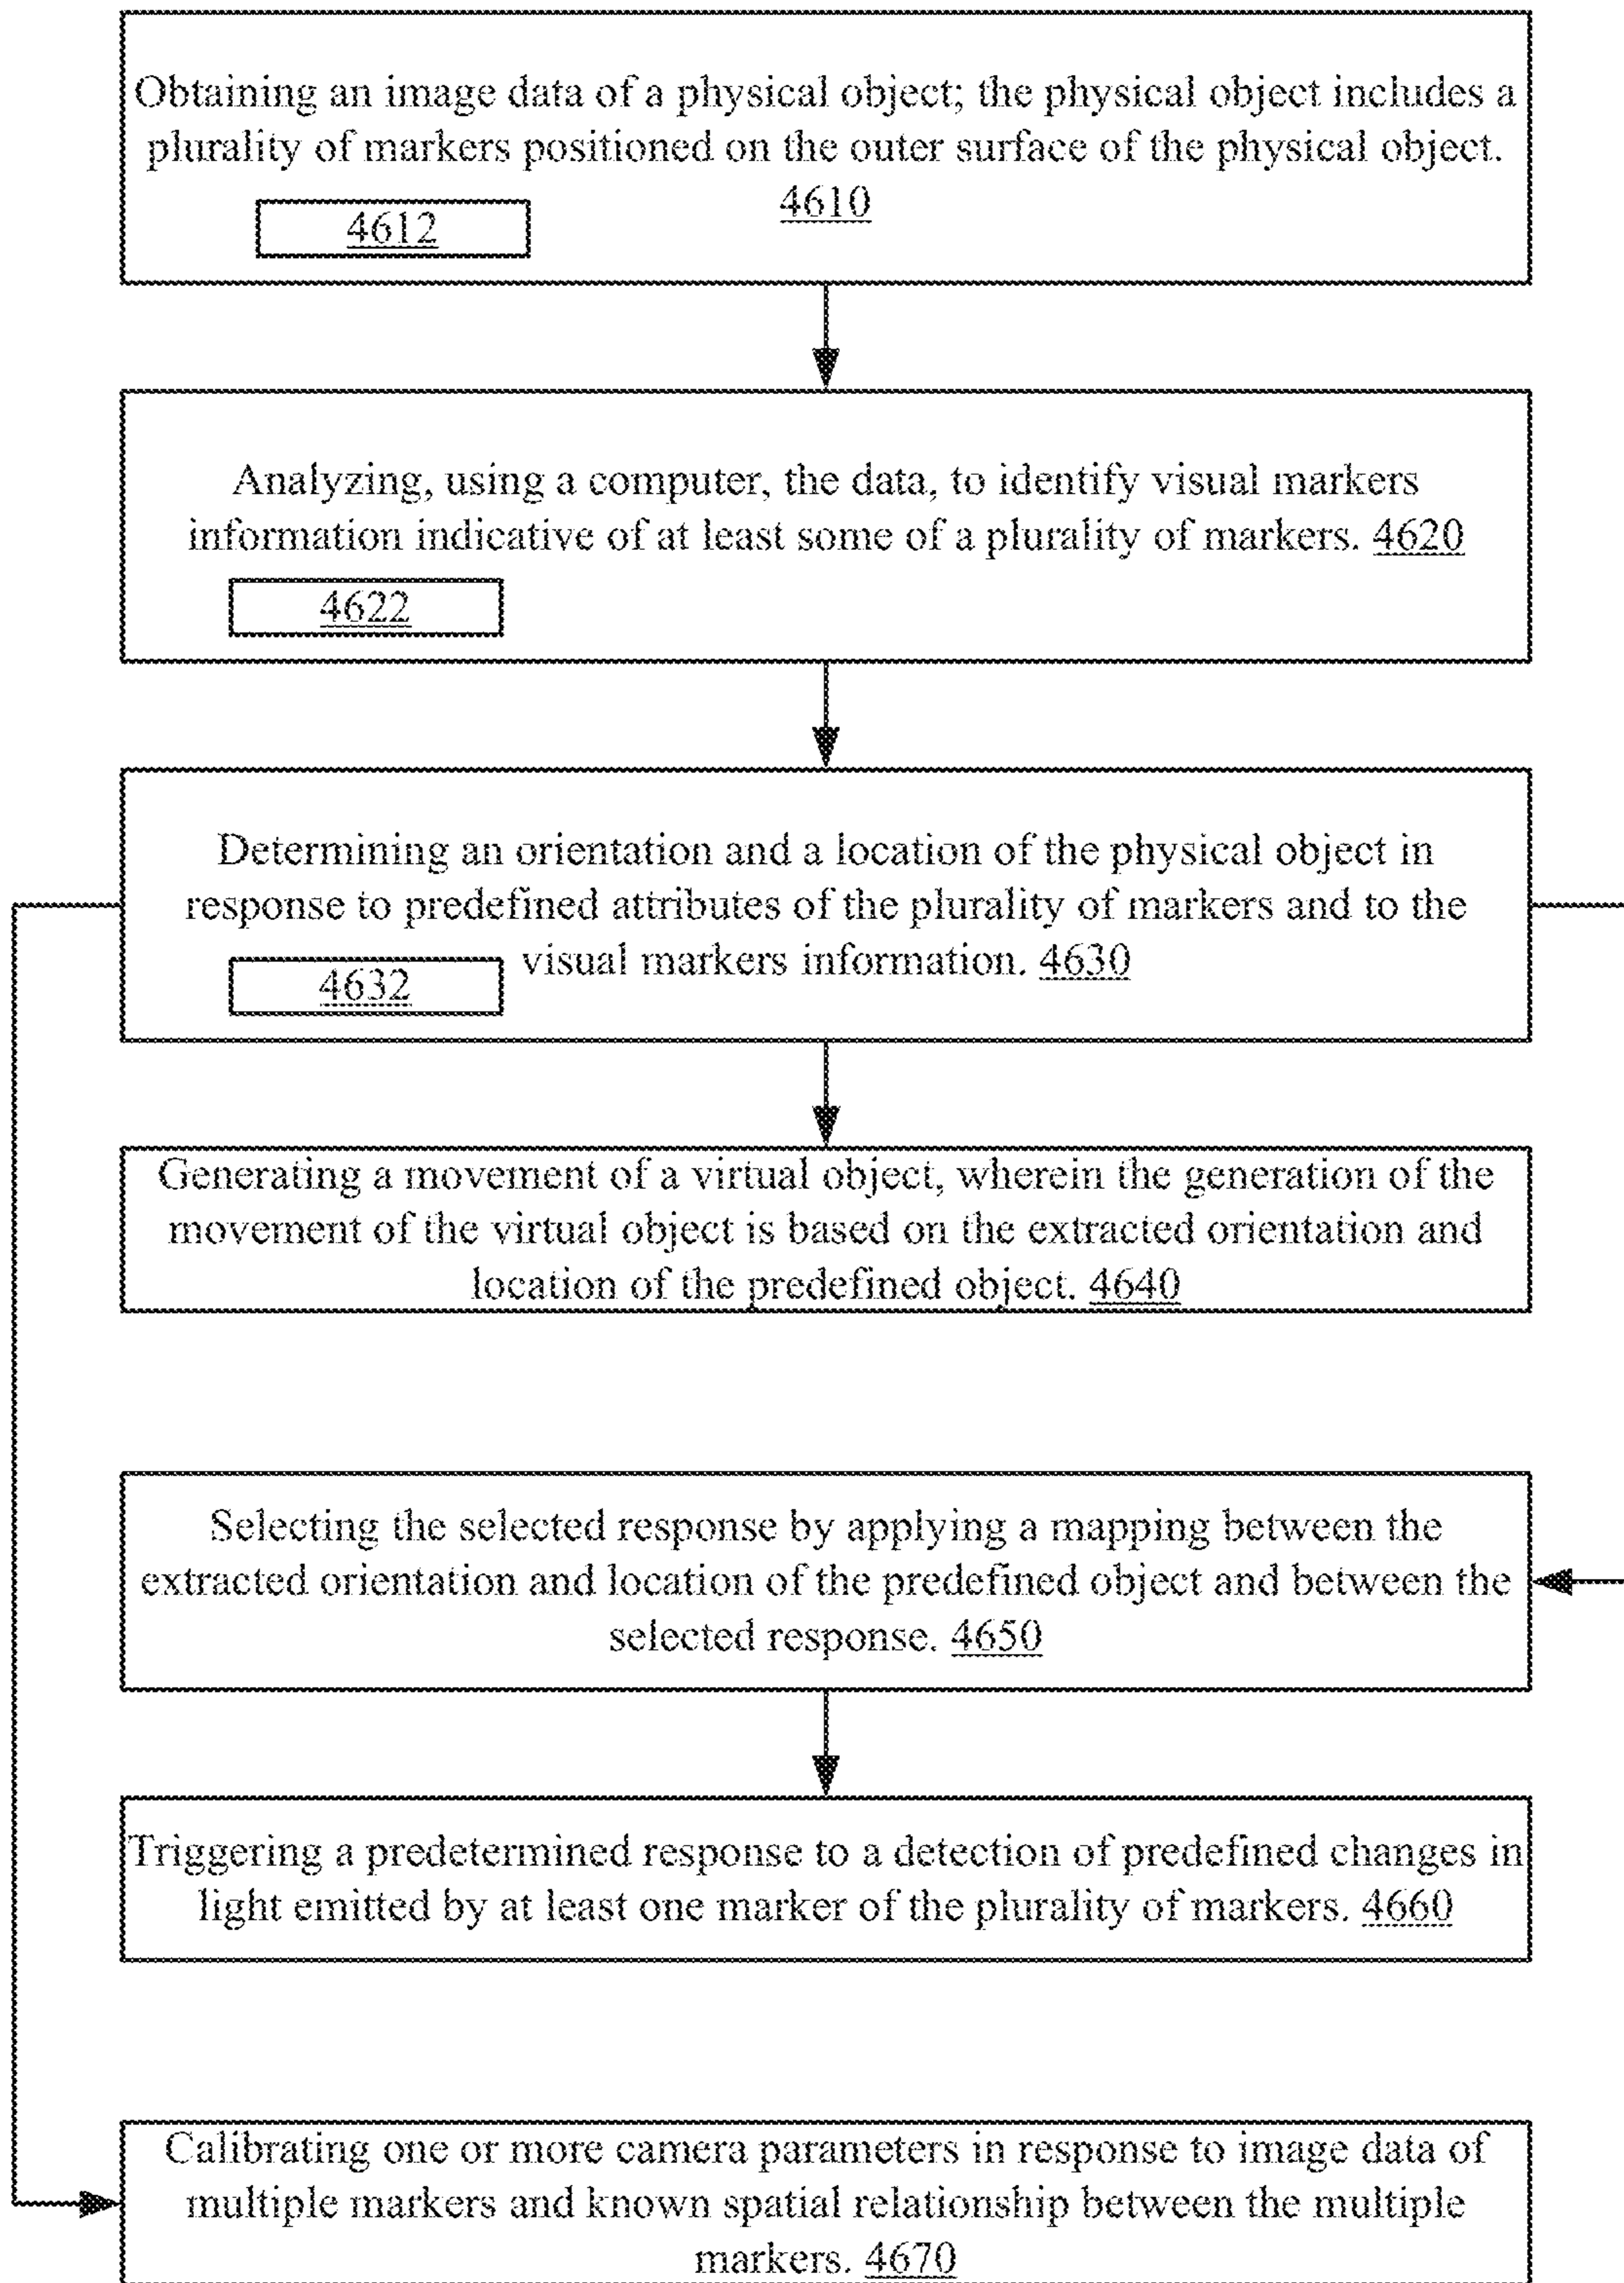 Obtaining an image data of a physical object; the physical object includes a
plurality of markers positioned on the outer surface of the physical object.
4610
4612
Analyzing, using a computer, the data, to identify visual markers
information indicative of at least some of a plurality of markers. 4620
4622
Determining an orientation and a location of the physical object in
response to predefined attributes of the plurality of markers and to the
visual markers information. 4630
4632
Generating a movement of a virtual object, wherein the generation of the
movement of the virtual object is based on the extracted orientation and
location of the predefined object. 4640
Selecting the selected response by applying a mapping between the
extracted orientation and location of the predefined object and between the
selected response. 4650
Triggering a predetermined response to a detection of predefined changes in
light emitted by at least one marker of the plurality of markers. 4660
Calibrating one or more camera parameters in response to image data of
multiple markers and known spatial relationship between the multiple
markers. 4670